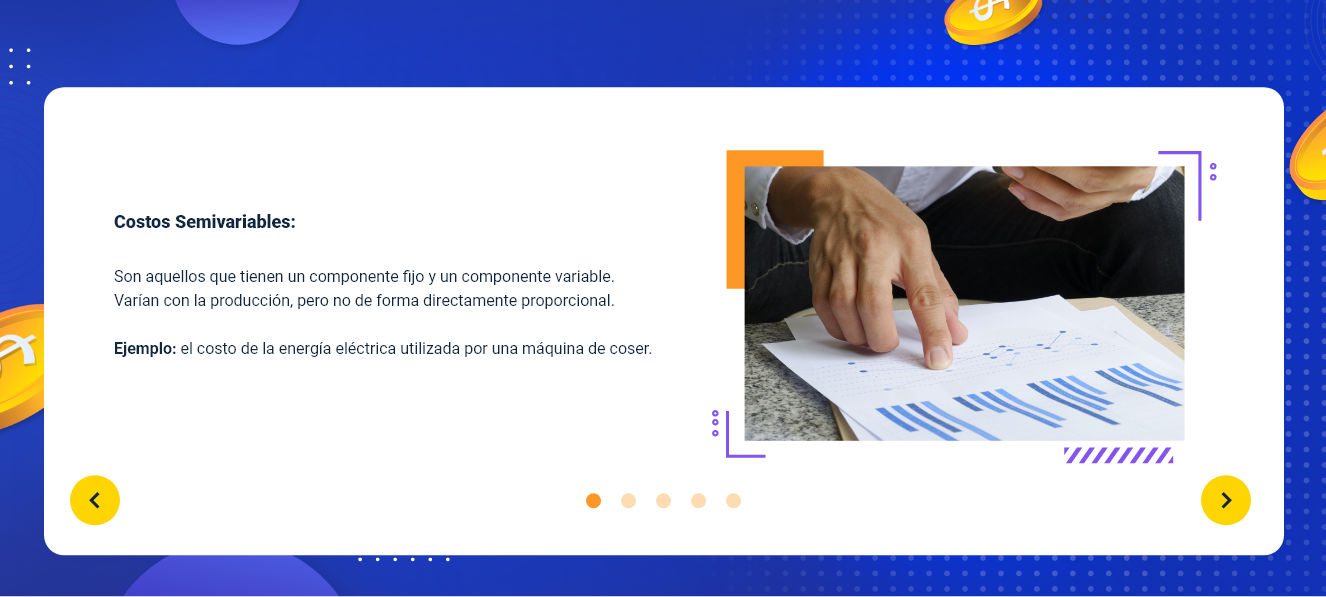 Costos Semivariables:
Son aquellos que tienen un componente fijo y un componente variable.
Varían con la producción, pero no de forma directamente proporcional.
Ejemplo: el costo de la energía eléctrica utilizada por una máquina de coser.